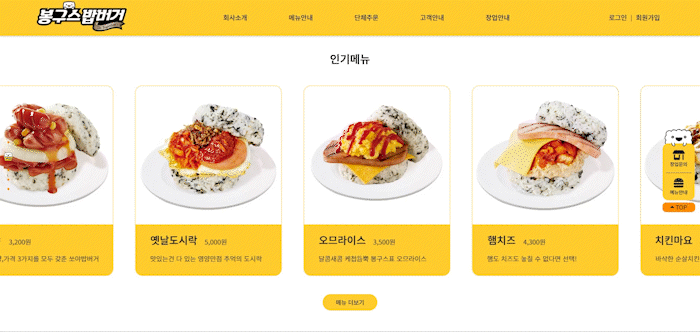 봉구스밥버거
회사소개 메뉴안내 단체주문 고객안내 창업안내 로그인 | 회원가입
인기메뉴
3,200원
가격 3가지를 모두 갖춘 쏘야밥버거
옛날도시락 5,000원
맛있는건 다 있는 영양만점 추억의 도시락
오므라이스 3,500원
달콤새콤 케첩듬뿍 봉구스표 오므라이스
햄치즈 4,300원
햄도 치즈도 놓칠 수 없다면 선택!
치킨마요
바삭한 순살치킨
창업문의
메뉴안내
TOP
메뉴 더보기